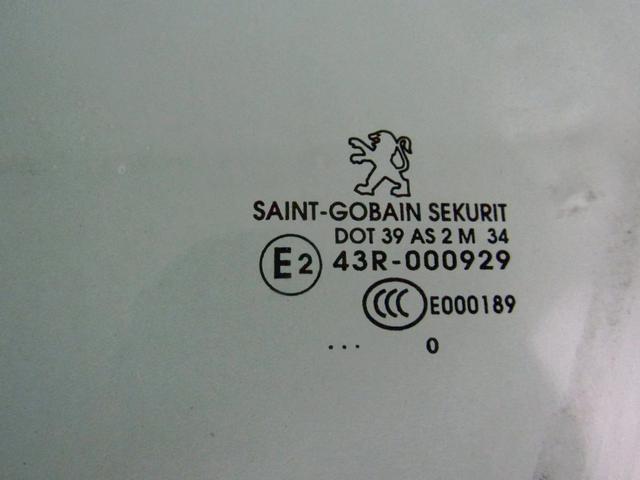 SAINT-GOBAIN SEKURIT
DOT 39 AS 2 M 34
E2 43R-000929
CCC E000189
... 0